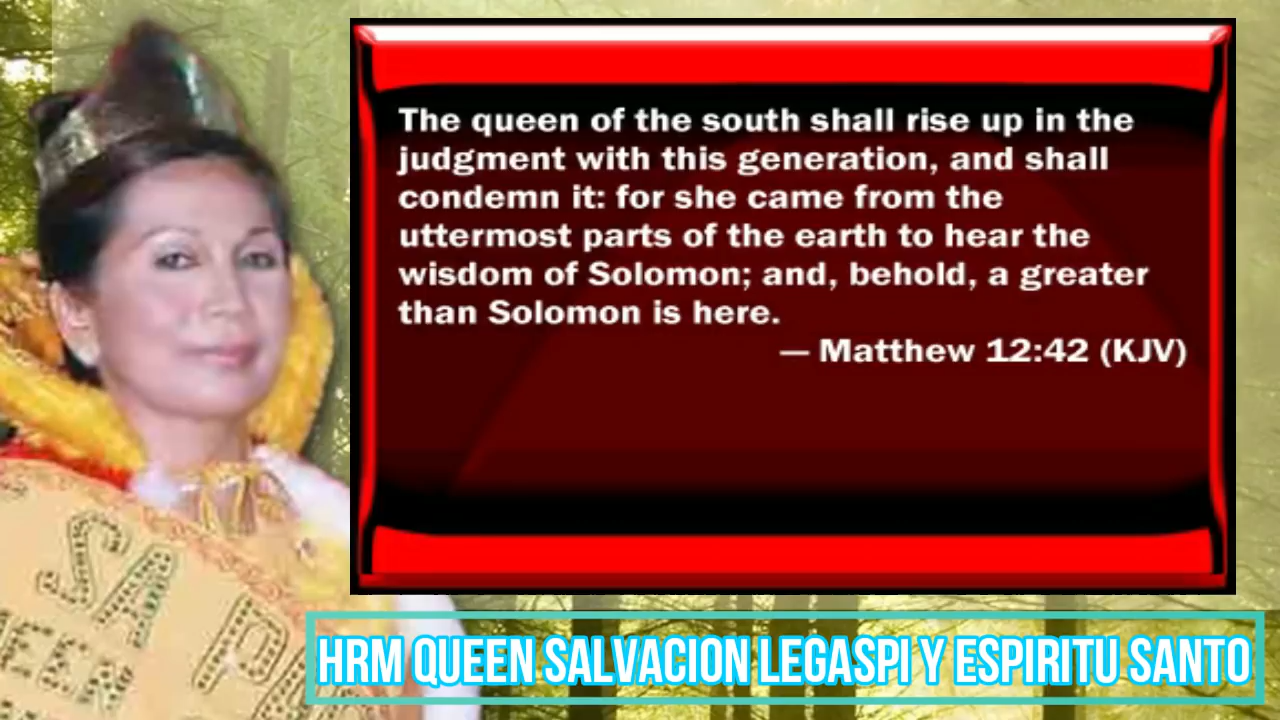 The queen of the south shall rise up in the
judgment with this generation, and shall
condemn it: for she came from the
uttermost parts of the earth to hear the
wisdom of Solomon; and, behold, a greater
than Solomon is here.
— Matthew 12:42 (KJV)
HRM QUEEN SALVACION LEGASPI Y ESPIRITU SANTO
SA